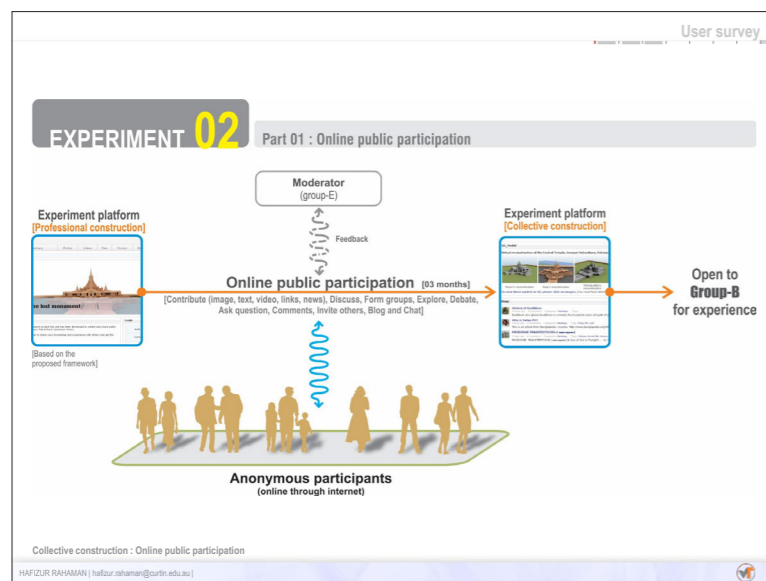 User survey
EXPERIMENT 02
Part 01 : Online public participation
Moderator
(group-E)
Feedback
Experiment platform
[Professional construction]
the lost monument
[Based on the
proposed framework]
Online public participation [03 months]
[Contribute (image, text, video, links, news), Discuss, Form groups, Explore, Debate,
Ask question, Comments, Invite others, Blog and Chat]
Experiment platform
[Collective construction]
Open to
Group-B
for experience
Anonymous participants
(online through internet)
Collective construction : Online public participation
HAFIZUR RAHAMAN | hafizur.rahaman@curtin.edu.au |